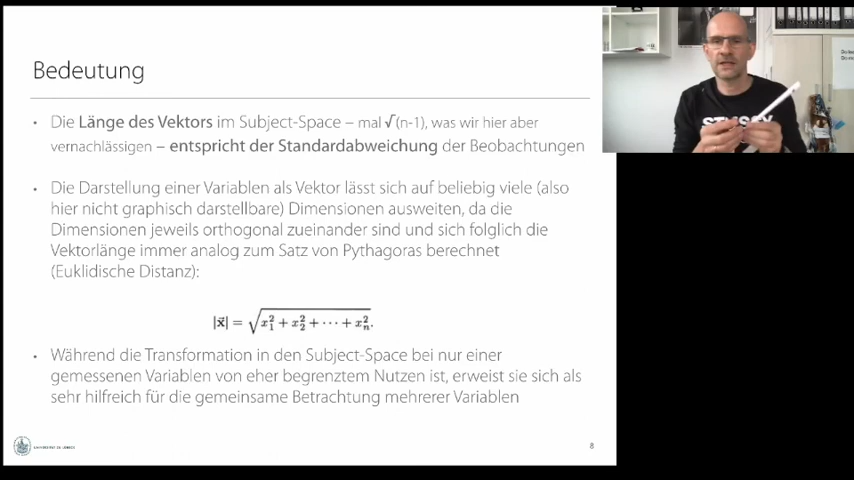 Bedeutung
• Die Länge des Vektors im Subject-Space – mal √(n-1), was wir hier aber
vernachlässigen – entspricht der Standardabweichung der Beobachtungen
• Die Darstellung einer Variablen als Vektor lässt sich auf beliebig viele (also
hier nicht graphisch darstellbare) Dimensionen ausweiten, da die
Dimensionen jeweils orthogonal zueinander sind und sich folglich die
Vektorlänge immer analog zum Satz von Pythagoras berechnet
(Euklidische Distanz):
|x⃗| = √(x₁² + x₂² + ⋯ + xₙ²).
• Während die Transformation in den Subject-Space bei nur einer
gemessenen Variablen von eher begrenztem Nutzen ist, erweist sie sich als
sehr hilfreich für die gemeinsame Betrachtung mehrerer Variablen
8